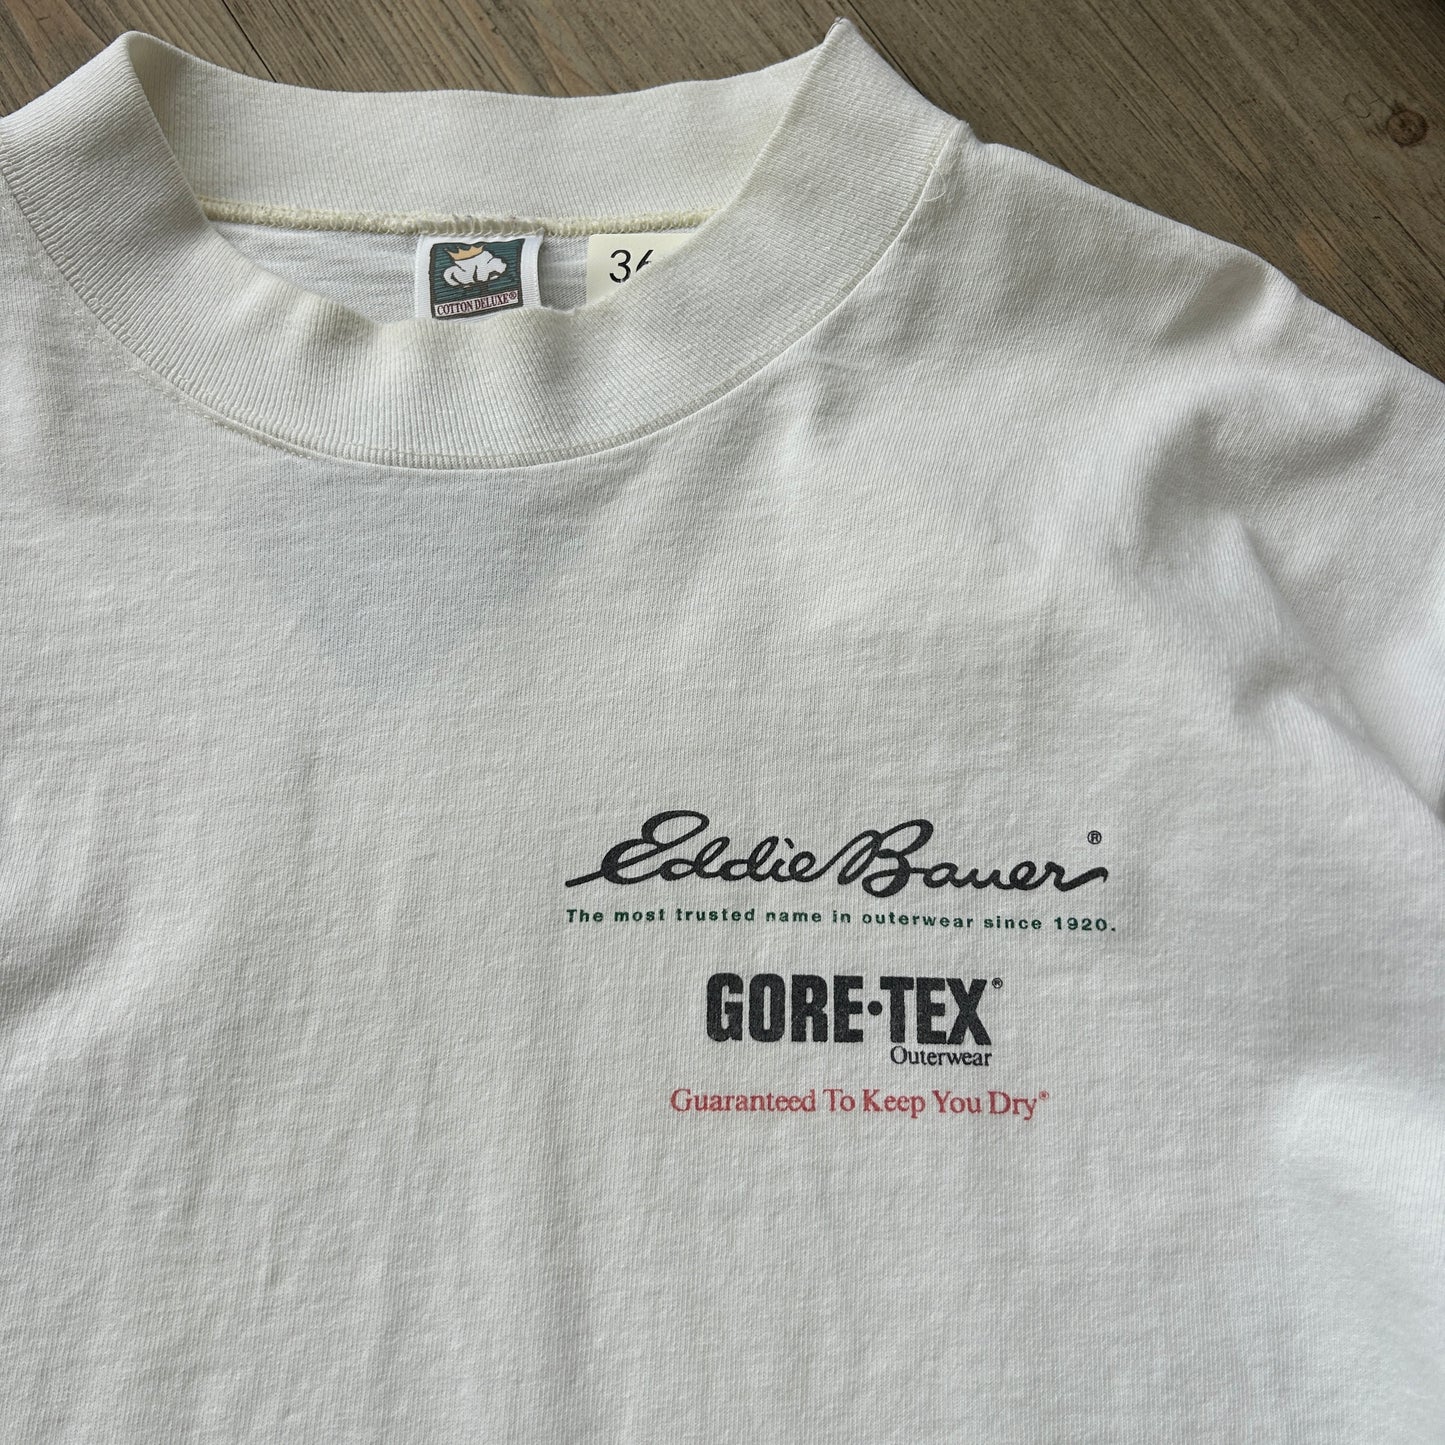 COTTON DELUXE®
Eddie Bauer®
The most trusted name in outerwear since 1920.
GORE-TEX®
Outerwear
Guaranteed To Keep You Dry®